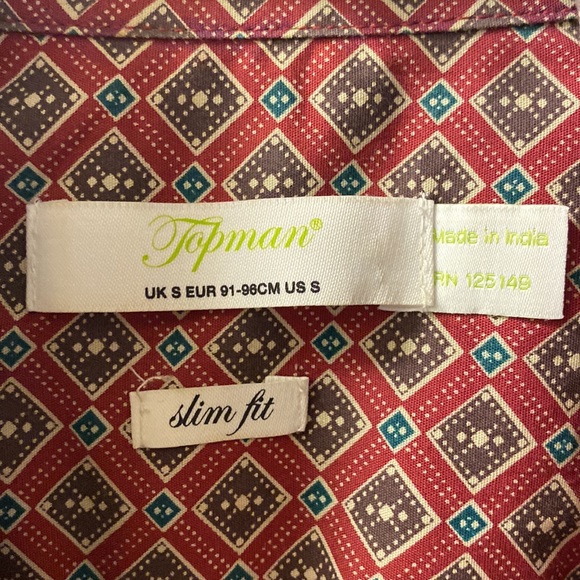 Topman®
UK S EUR 91-96CM US S
Made in India
RN 125149
slim fit